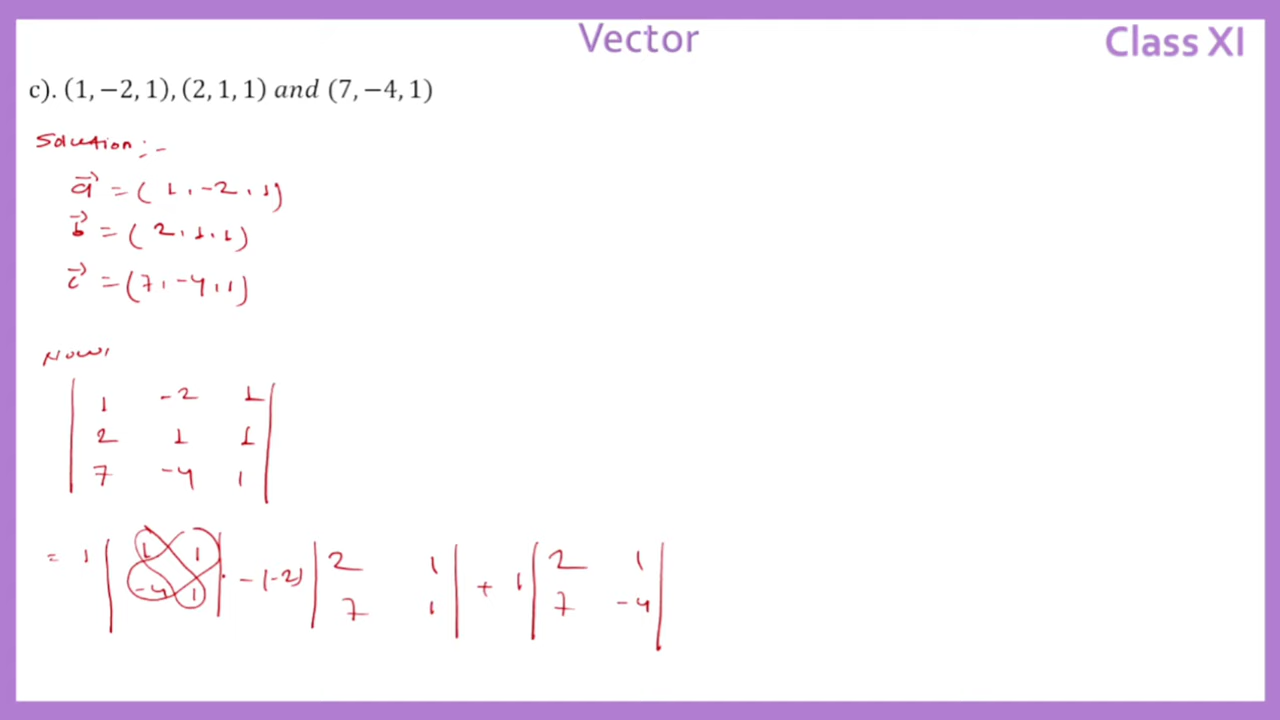 Vector
Class XI
c). (1, −2, 1), (2, 1, 1) and (7, −4, 1)
Solution :-
a⃗ = ( 1, -2, 1)
b⃗ = ( 2, 1, 1)
c⃗ = (7, -4, 1)
Now,
| 1 -2 1 |
| 2 1 1 |
| 7 -4 1 |
= 1 | 1 1 | - (-2) | 2 1 | + 1 | 2 1 |
| -4 1 | | 7 1 | | 7 -4 |